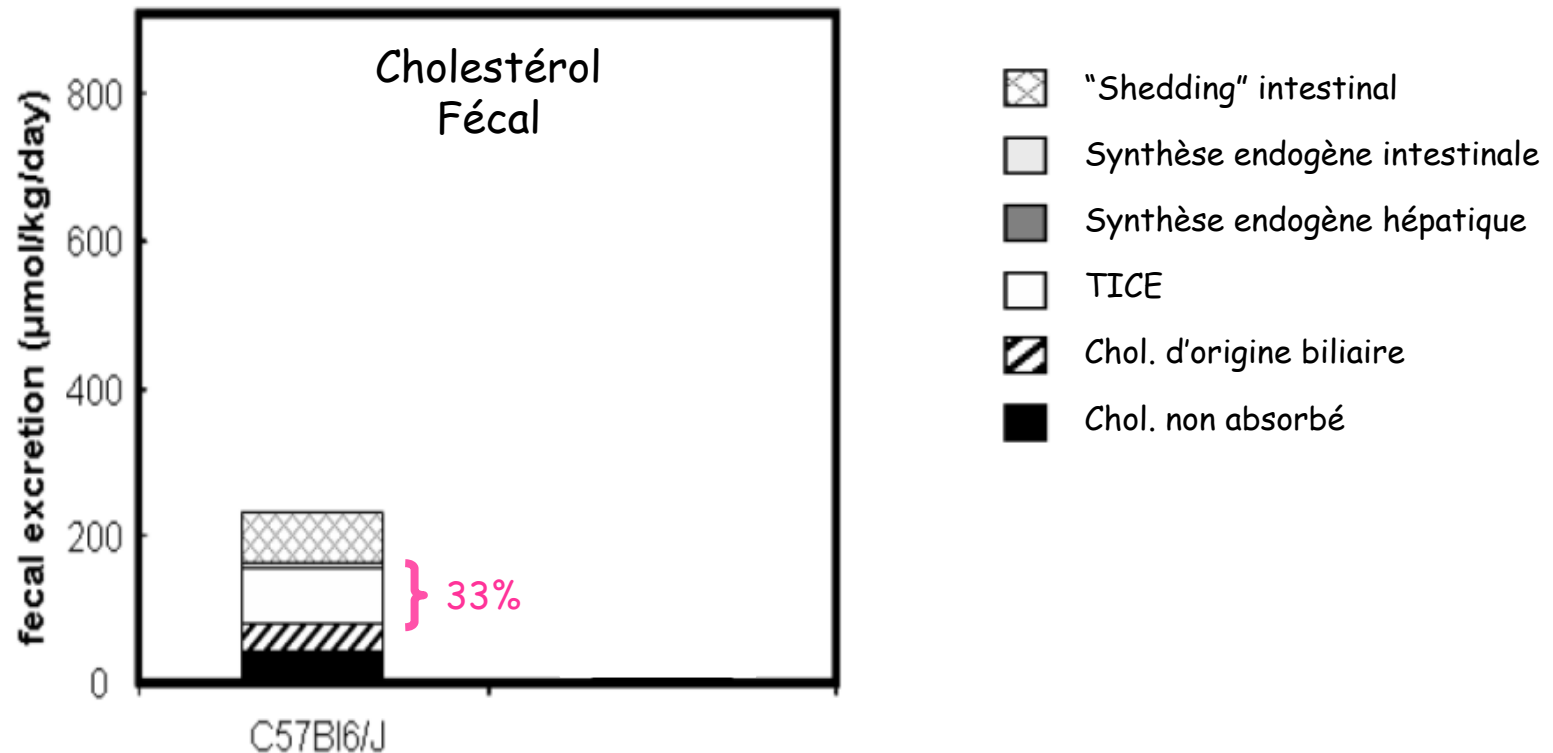 Cholestérol
Fécal
fecal excretion (µmol/kg/day)
800
600
400
200
0
33%
C57Bl6/J
“Shedding” intestinal
Synthèse endogène intestinale
Synthèse endogène hépatique
TICE
Chol. d’origine biliaire
Chol. non absorbé